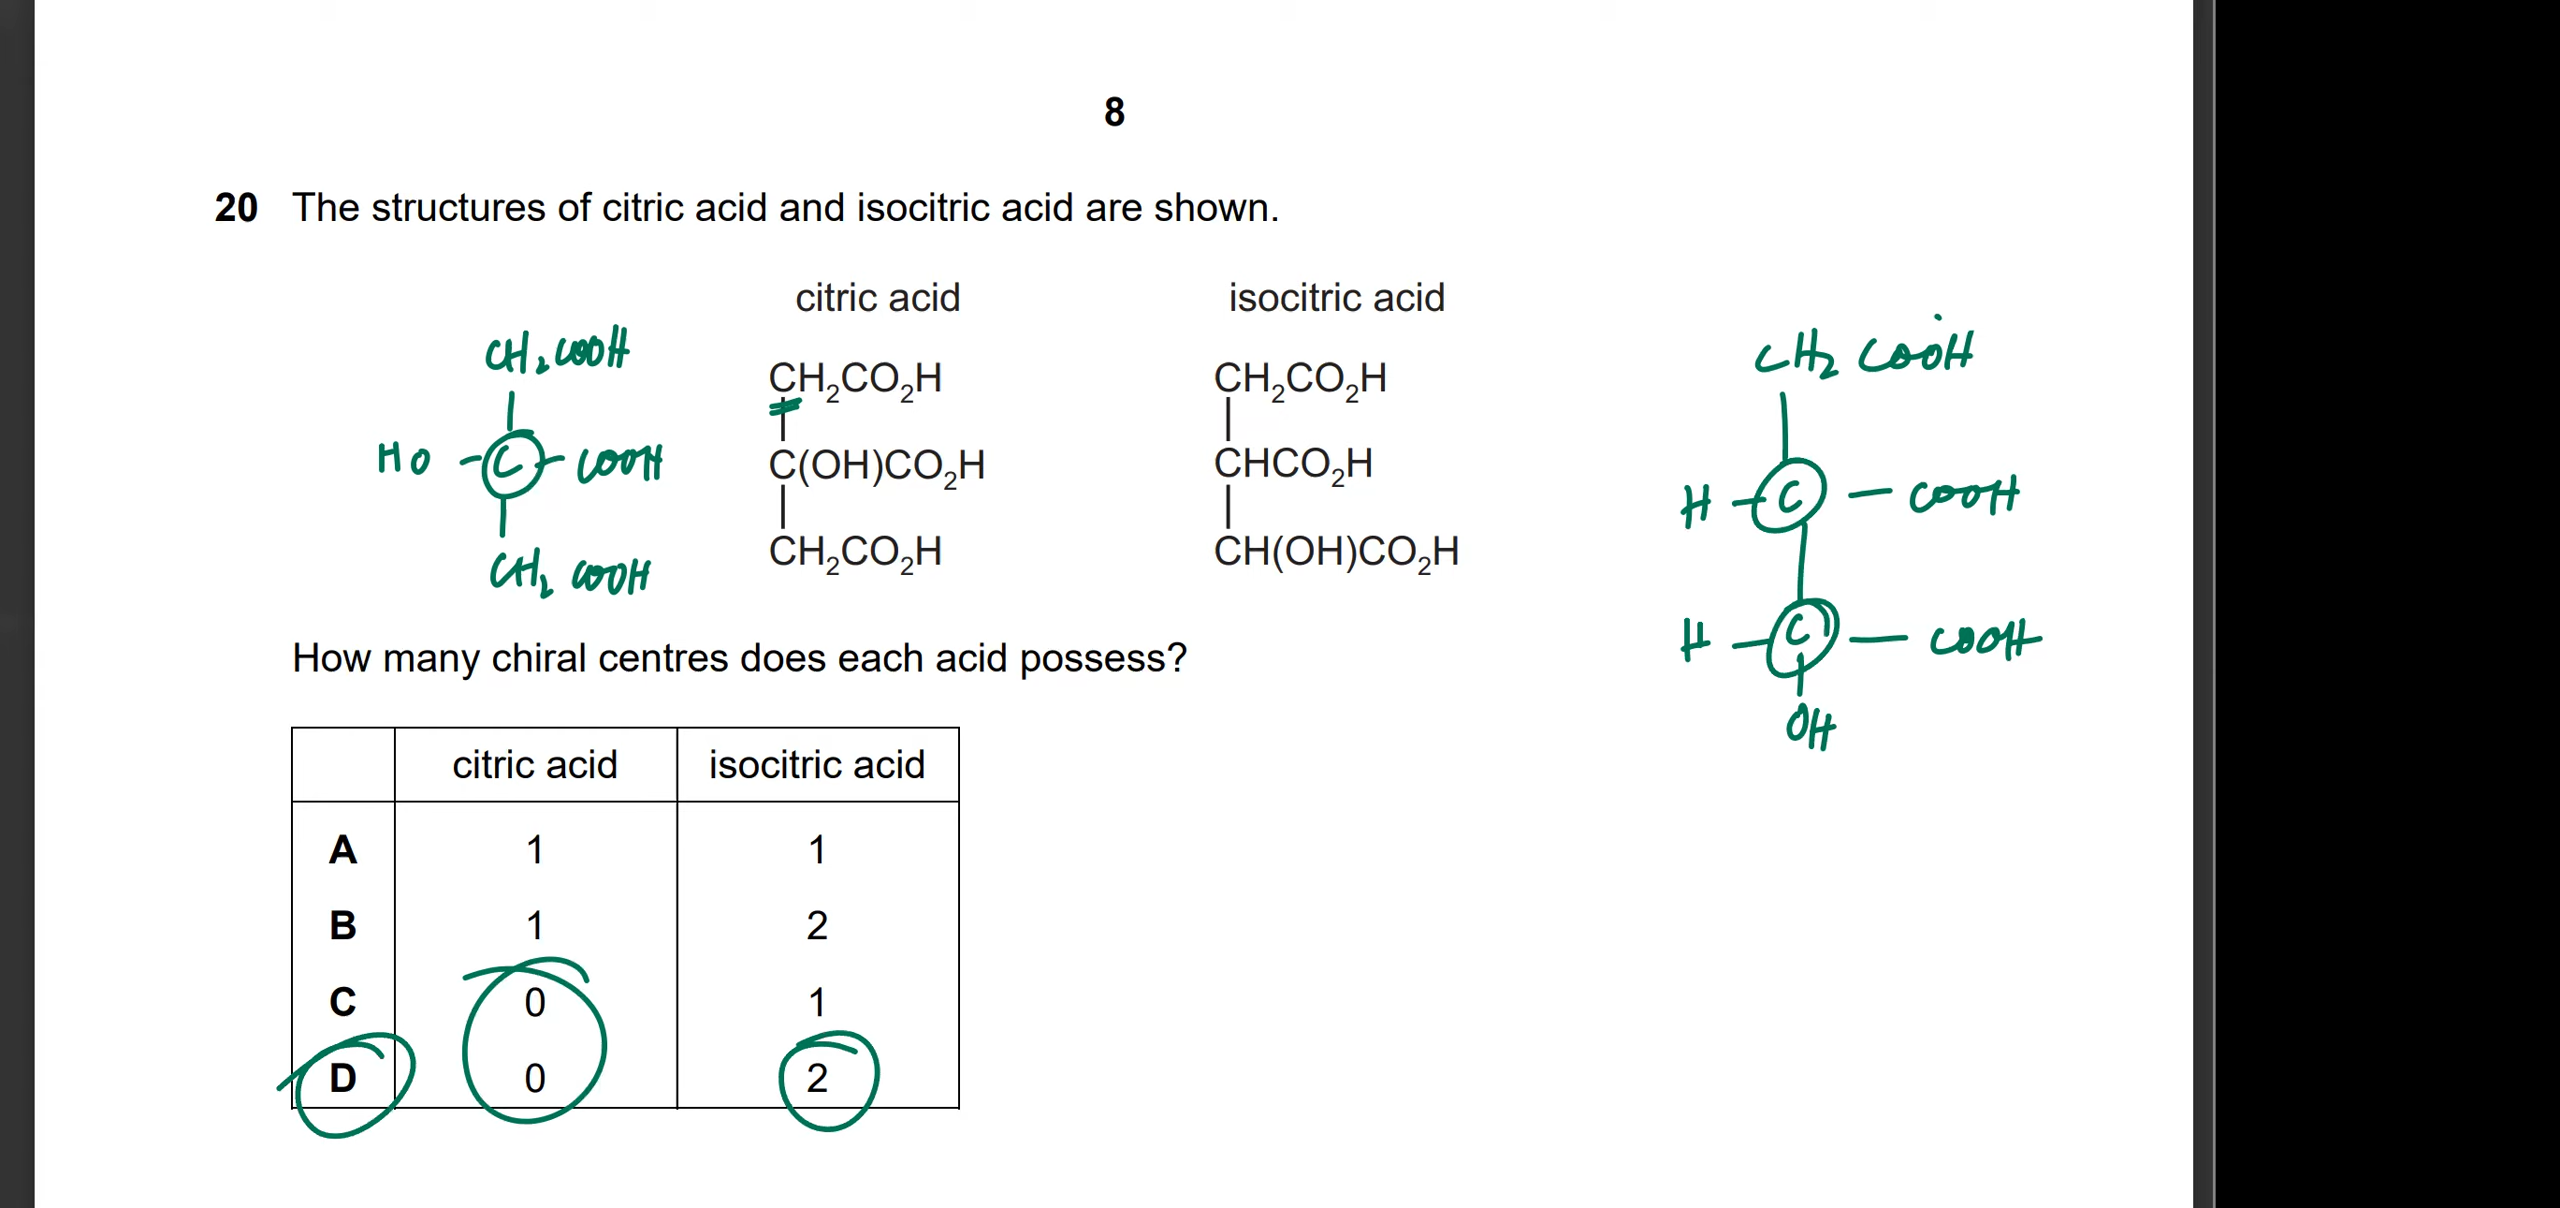 8
20 The structures of citric acid and isocitric acid are shown.
citric acid isocitric acid
CH₂COOH
HO - C - COOH
CH₂COOH
CH₂CO₂H
C(OH)CO₂H
CH₂CO₂H
CH₂CO₂H
CHCO₂H
CH(OH)CO₂H
CH₂COOH
H - C - COOH
H - C - COOH
OH
How many chiral centres does each acid possess?
citric acid isocitric acid
A 1 1
B 1 2
C 0 1
D 0 2